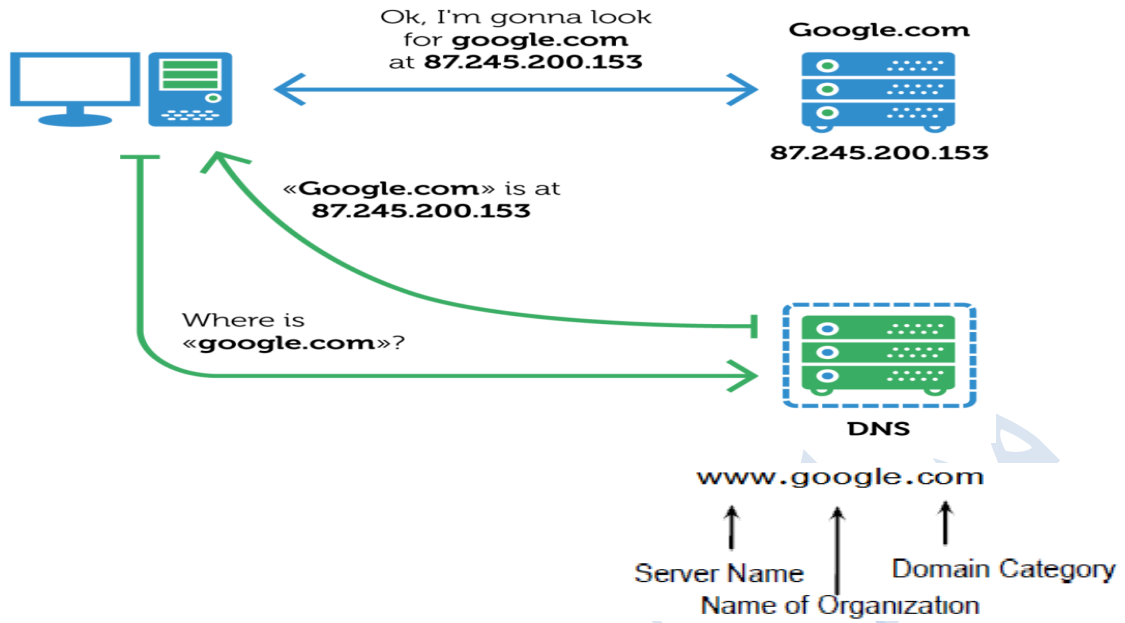 Ok, I'm gonna look
for google.com
at 87.245.200.153
Google.com
87.245.200.153
«Google.com» is at
87.245.200.153
Where is
«google.com»?
DNS
www.google.com
Server Name
Domain Category
Name of Organization